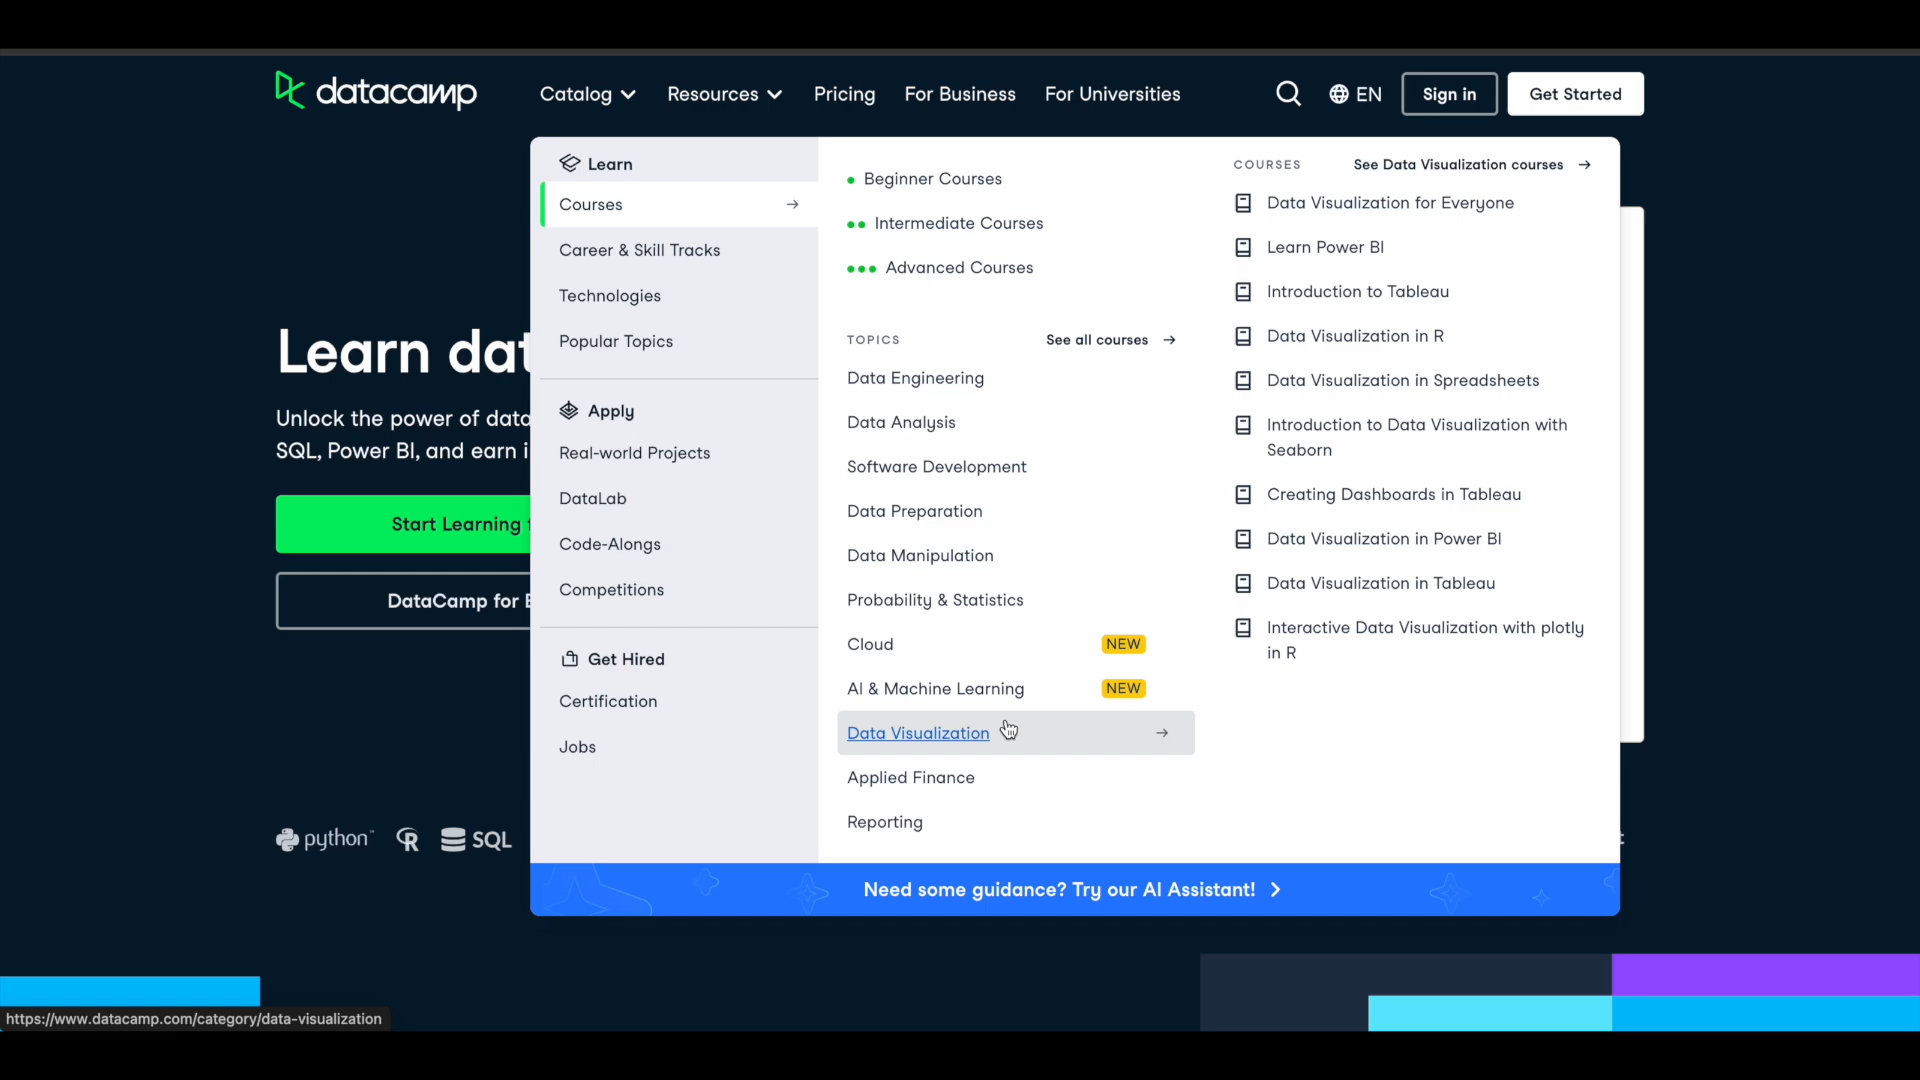 datacamp
Catalog
Resources
Pricing
For Business
For Universities
EN
Sign in
Get Started
Learn
Courses
Career & Skill Tracks
Technologies
Popular Topics
Apply
Real-world Projects
DataLab
Code-Alongs
Competitions
Get Hired
Certification
Jobs
Beginner Courses
Intermediate Courses
Advanced Courses
TOPICS
See all courses
Data Engineering
Data Analysis
Software Development
Data Preparation
Data Manipulation
Probability & Statistics
Cloud NEW
AI & Machine Learning NEW
Data Visualization
Applied Finance
Reporting
COURSES
See Data Visualization courses
Data Visualization for Everyone
Learn Power BI
Introduction to Tableau
Data Visualization in R
Data Visualization in Spreadsheets
Introduction to Data Visualization with
Seaborn
Creating Dashboards in Tableau
Data Visualization in Power BI
Data Visualization in Tableau
Interactive Data Visualization with plotly
in R
Need some guidance? Try our AI Assistant!
Learn
Unlock the power of data
SQL, Power BI, and earn
Start Learning
DataCamp for
python
R
SQL
https://www.datacamp.com/category/data-visualization